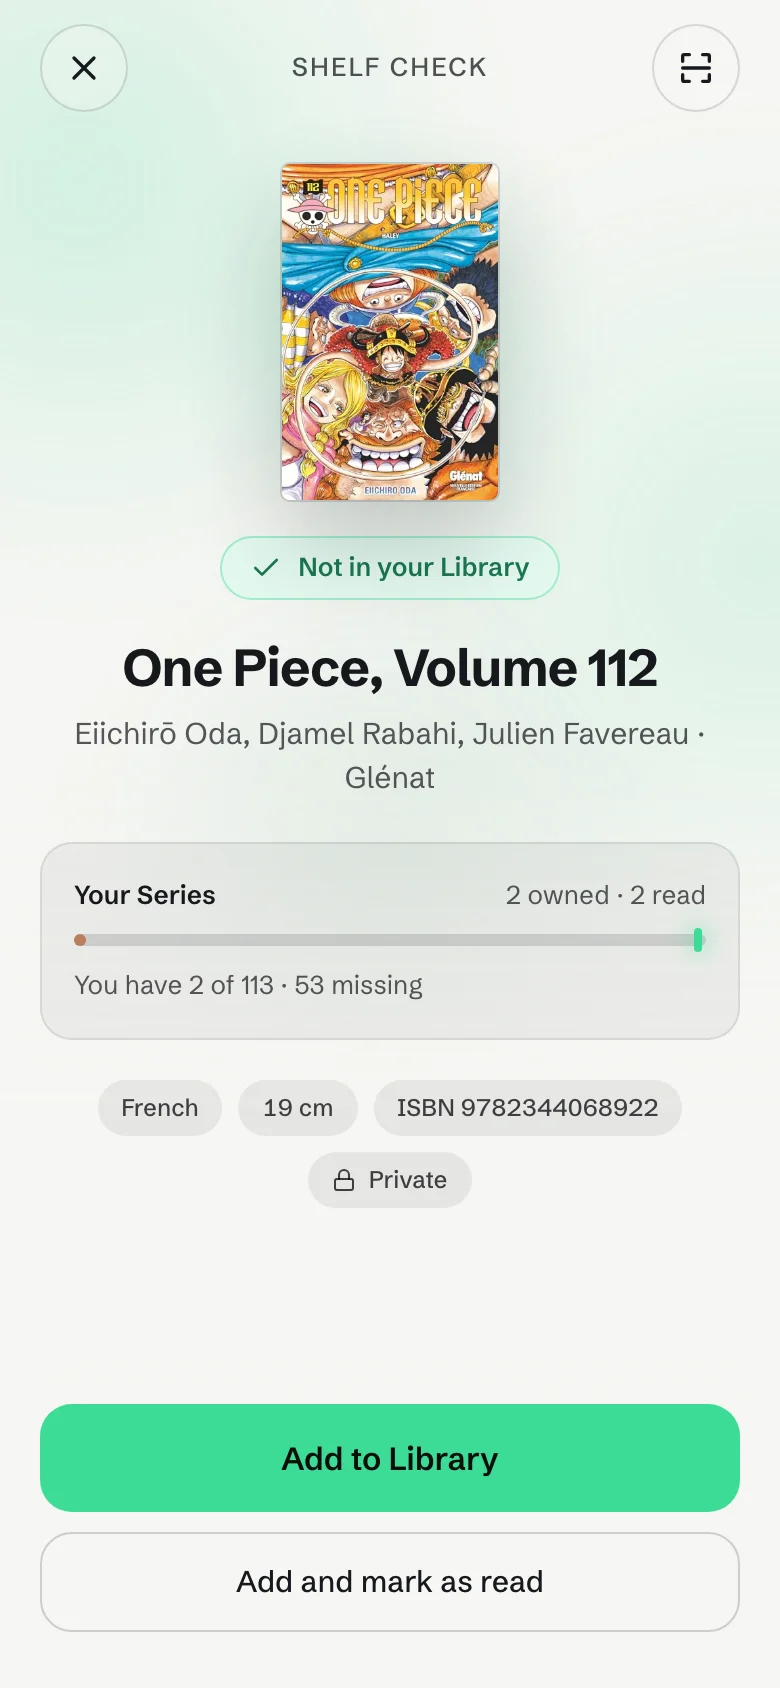 SHELF CHECK
112
ONE PIECE
HALEY
Glénat
EIICHIRO ODA
Not in your Library
One Piece, Volume 112
Eiichirō Oda, Djamel Rabahi, Julien Favereau ·
Glénat
Your Series
2 owned · 2 read
You have 2 of 113 · 53 missing
French
19 cm
ISBN 9782344068922
Private
Add to Library
Add and mark as read